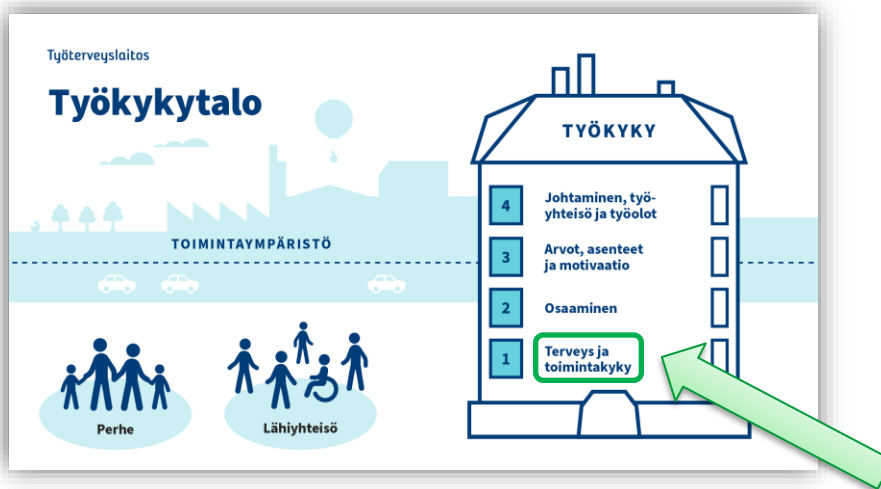 Työterveyslaitos
Työkykytalo
TOIMINTAYMPÄRISTÖ
Perhe
Lähiyhteisö
TYÖKYKY
4
Johtaminen, työ-
yhteisö ja työolot
3
Arvot, asenteet
ja motivaatio
2
Osaaminen
1
Terveys ja
toimintakyky